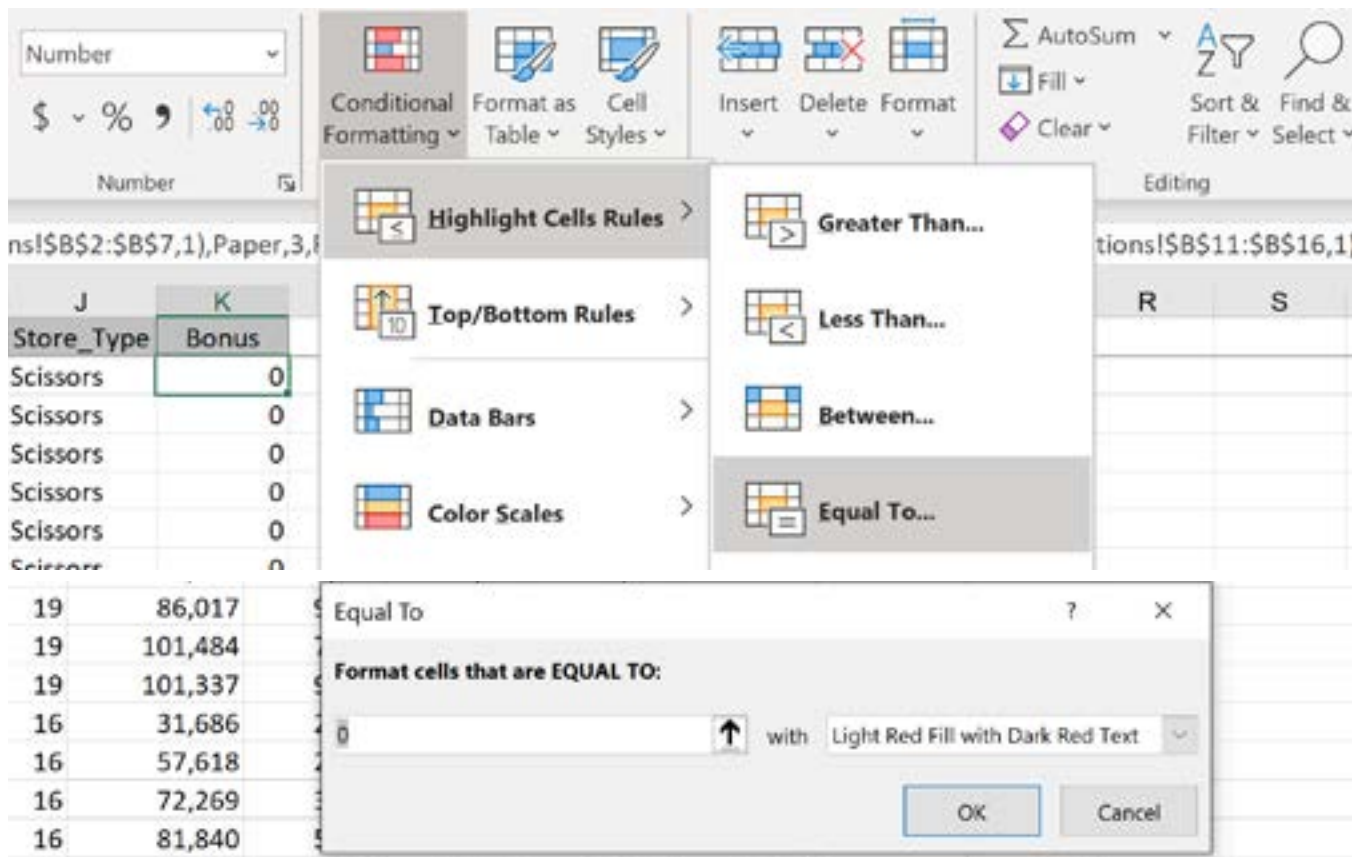 Number
$ % , .00 .00
Conditional Formatting
Format as Table
Cell Styles
Insert Delete Format
AutoSum
Fill
Clear
Sort & Filter
Find & Select
Number
Editing
ns!$B$2:$B$7,1),Paper,3,
tions!$B$11:$B$16,1)
J K R S
Store_Type Bonus
Scissors 0
Scissors 0
Scissors 0
Scissors 0
Scissors 0
Scissors 0
Highlight Cells Rules
Top/Bottom Rules
10
Data Bars
Color Scales
Greater Than...
Less Than...
Between...
Equal To...
19 86,017
19 101,484
19 101,337
16 31,686
16 57,618
16 72,269
16 81,840
Equal To ?
Format cells that are EQUAL TO:
0 with Light Red Fill with Dark Red Text
OK Cancel